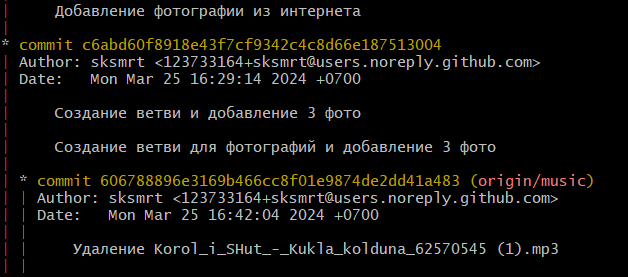 Добавление фотографии из интернета
|
* commit c6abd60f8918e43f7cf9342c4c8d66e187513004
| Author: sksmrt <123733164+sksmrt@users.noreply.github.com>
| Date:   Mon Mar 25 16:29:14 2024 +0700
|
|     Создание ветви и добавление 3 фото
|
|     Создание ветви для фотографий и добавление 3 фото
|
| * commit 606788896e3169b466cc8f01e9874de2dd41a483 (origin/music)
| | Author: sksmrt <123733164+sksmrt@users.noreply.github.com>
| | Date:   Mon Mar 25 16:42:04 2024 +0700
| |
| |     Удаление Korol_i_SHut_-_Kukla_kolduna_62570545 (1).mp3
| |